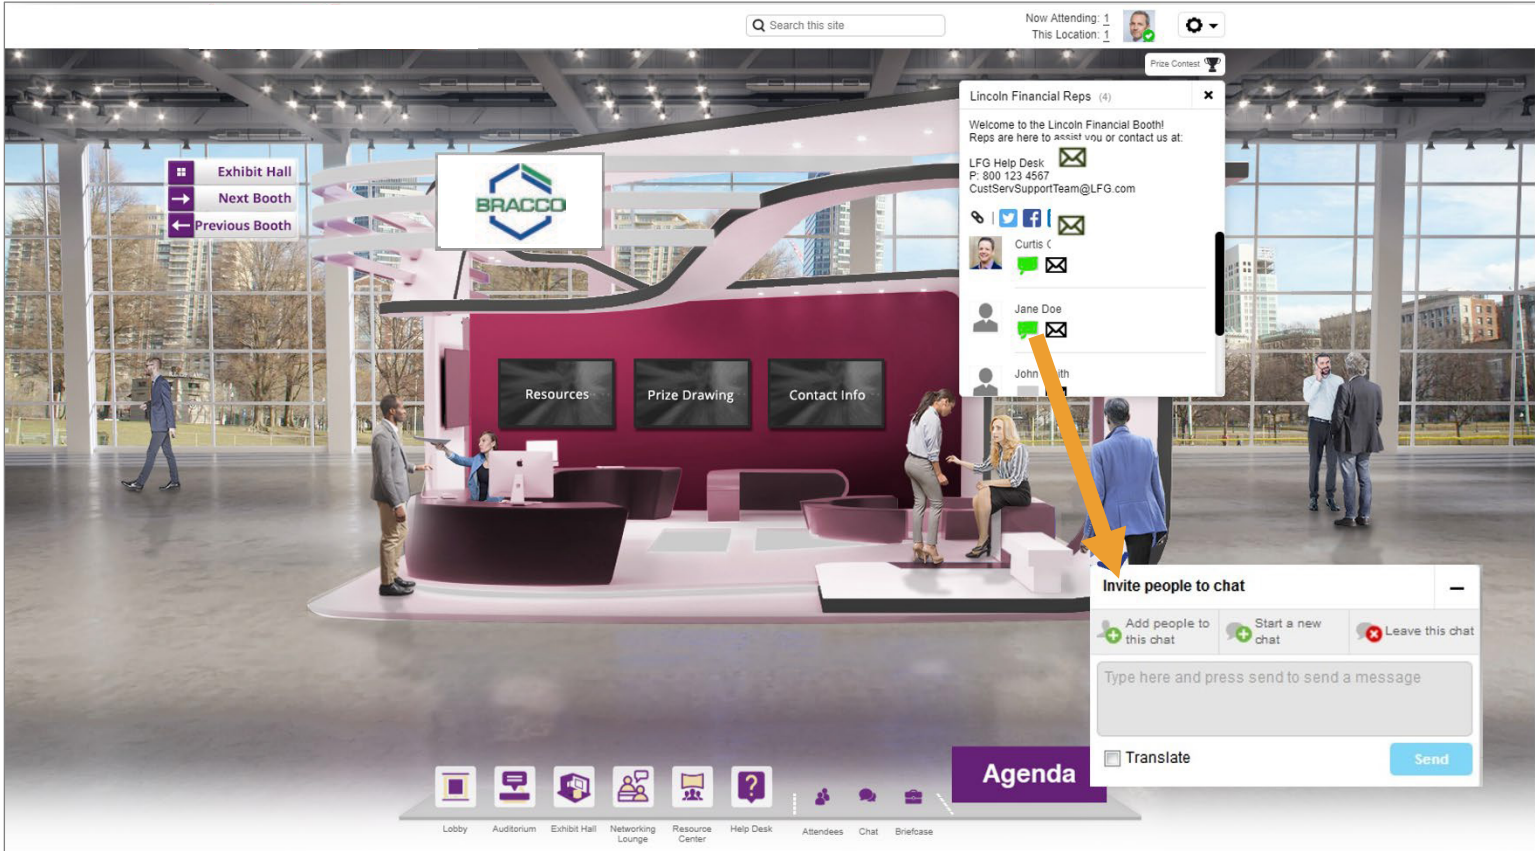 Search this site
Now Attending: 1
This Location: 1
Prize Contest
Lincoln Financial Reps (4)
Welcome to the Lincoln Financial Booth!
Reps are here to assist you or contact us at:
LFG Help Desk
P: 800 123 4567
CustServSupportTeam@LFG.com
Curtis
Jane Doe
John
Exhibit Hall
Next Booth
Previous Booth
BRACCO
Resources
Prize Drawing
Contact Info
Invite people to chat
Add people to
this chat
Start a new
chat
Leave this chat
Type here and press send to send a message
Translate
Send
Agenda
Lobby
Auditorium
Exhibit Hall
Networking
Lounge
Resource
Center
Help Desk
Attendees
Chat
Briefcase